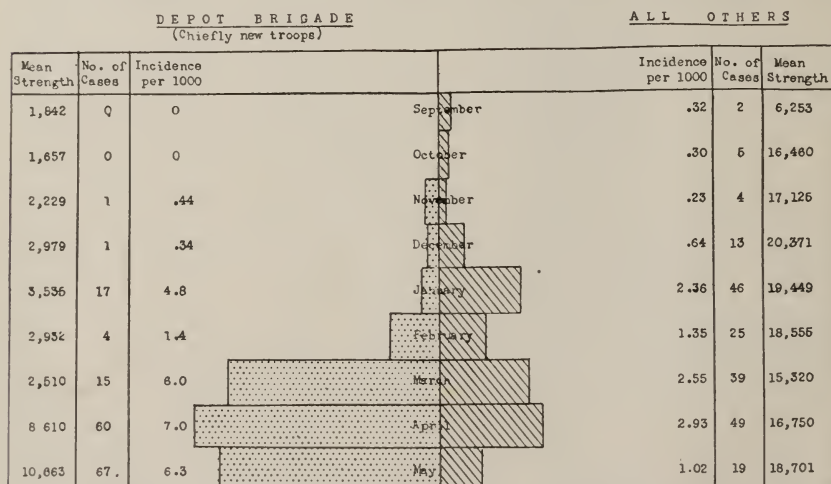 DEPOT BRIGADE
(Chiefly new troops)
ALL OTHERS
Mean Strength No. of Cases Incidence per 1000 Incidence per 1000 No. of Cases Mean Strength
1,842 0 0 September .32 2 6,253
1,657 0 0 October .30 5 16,460
2,229 1 .44 November .23 4 17,126
2,979 1 .34 December .64 13 20,371
3,536 17 4.8 January 2.36 46 19,449
2,932 4 1.4 February 1.35 25 18,556
2,510 15 6.0 March 2.55 39 15,320
8 610 60 7.0 April 2.93 49 16,750
10,663 67. 6.3 May 1.02 19 18,701